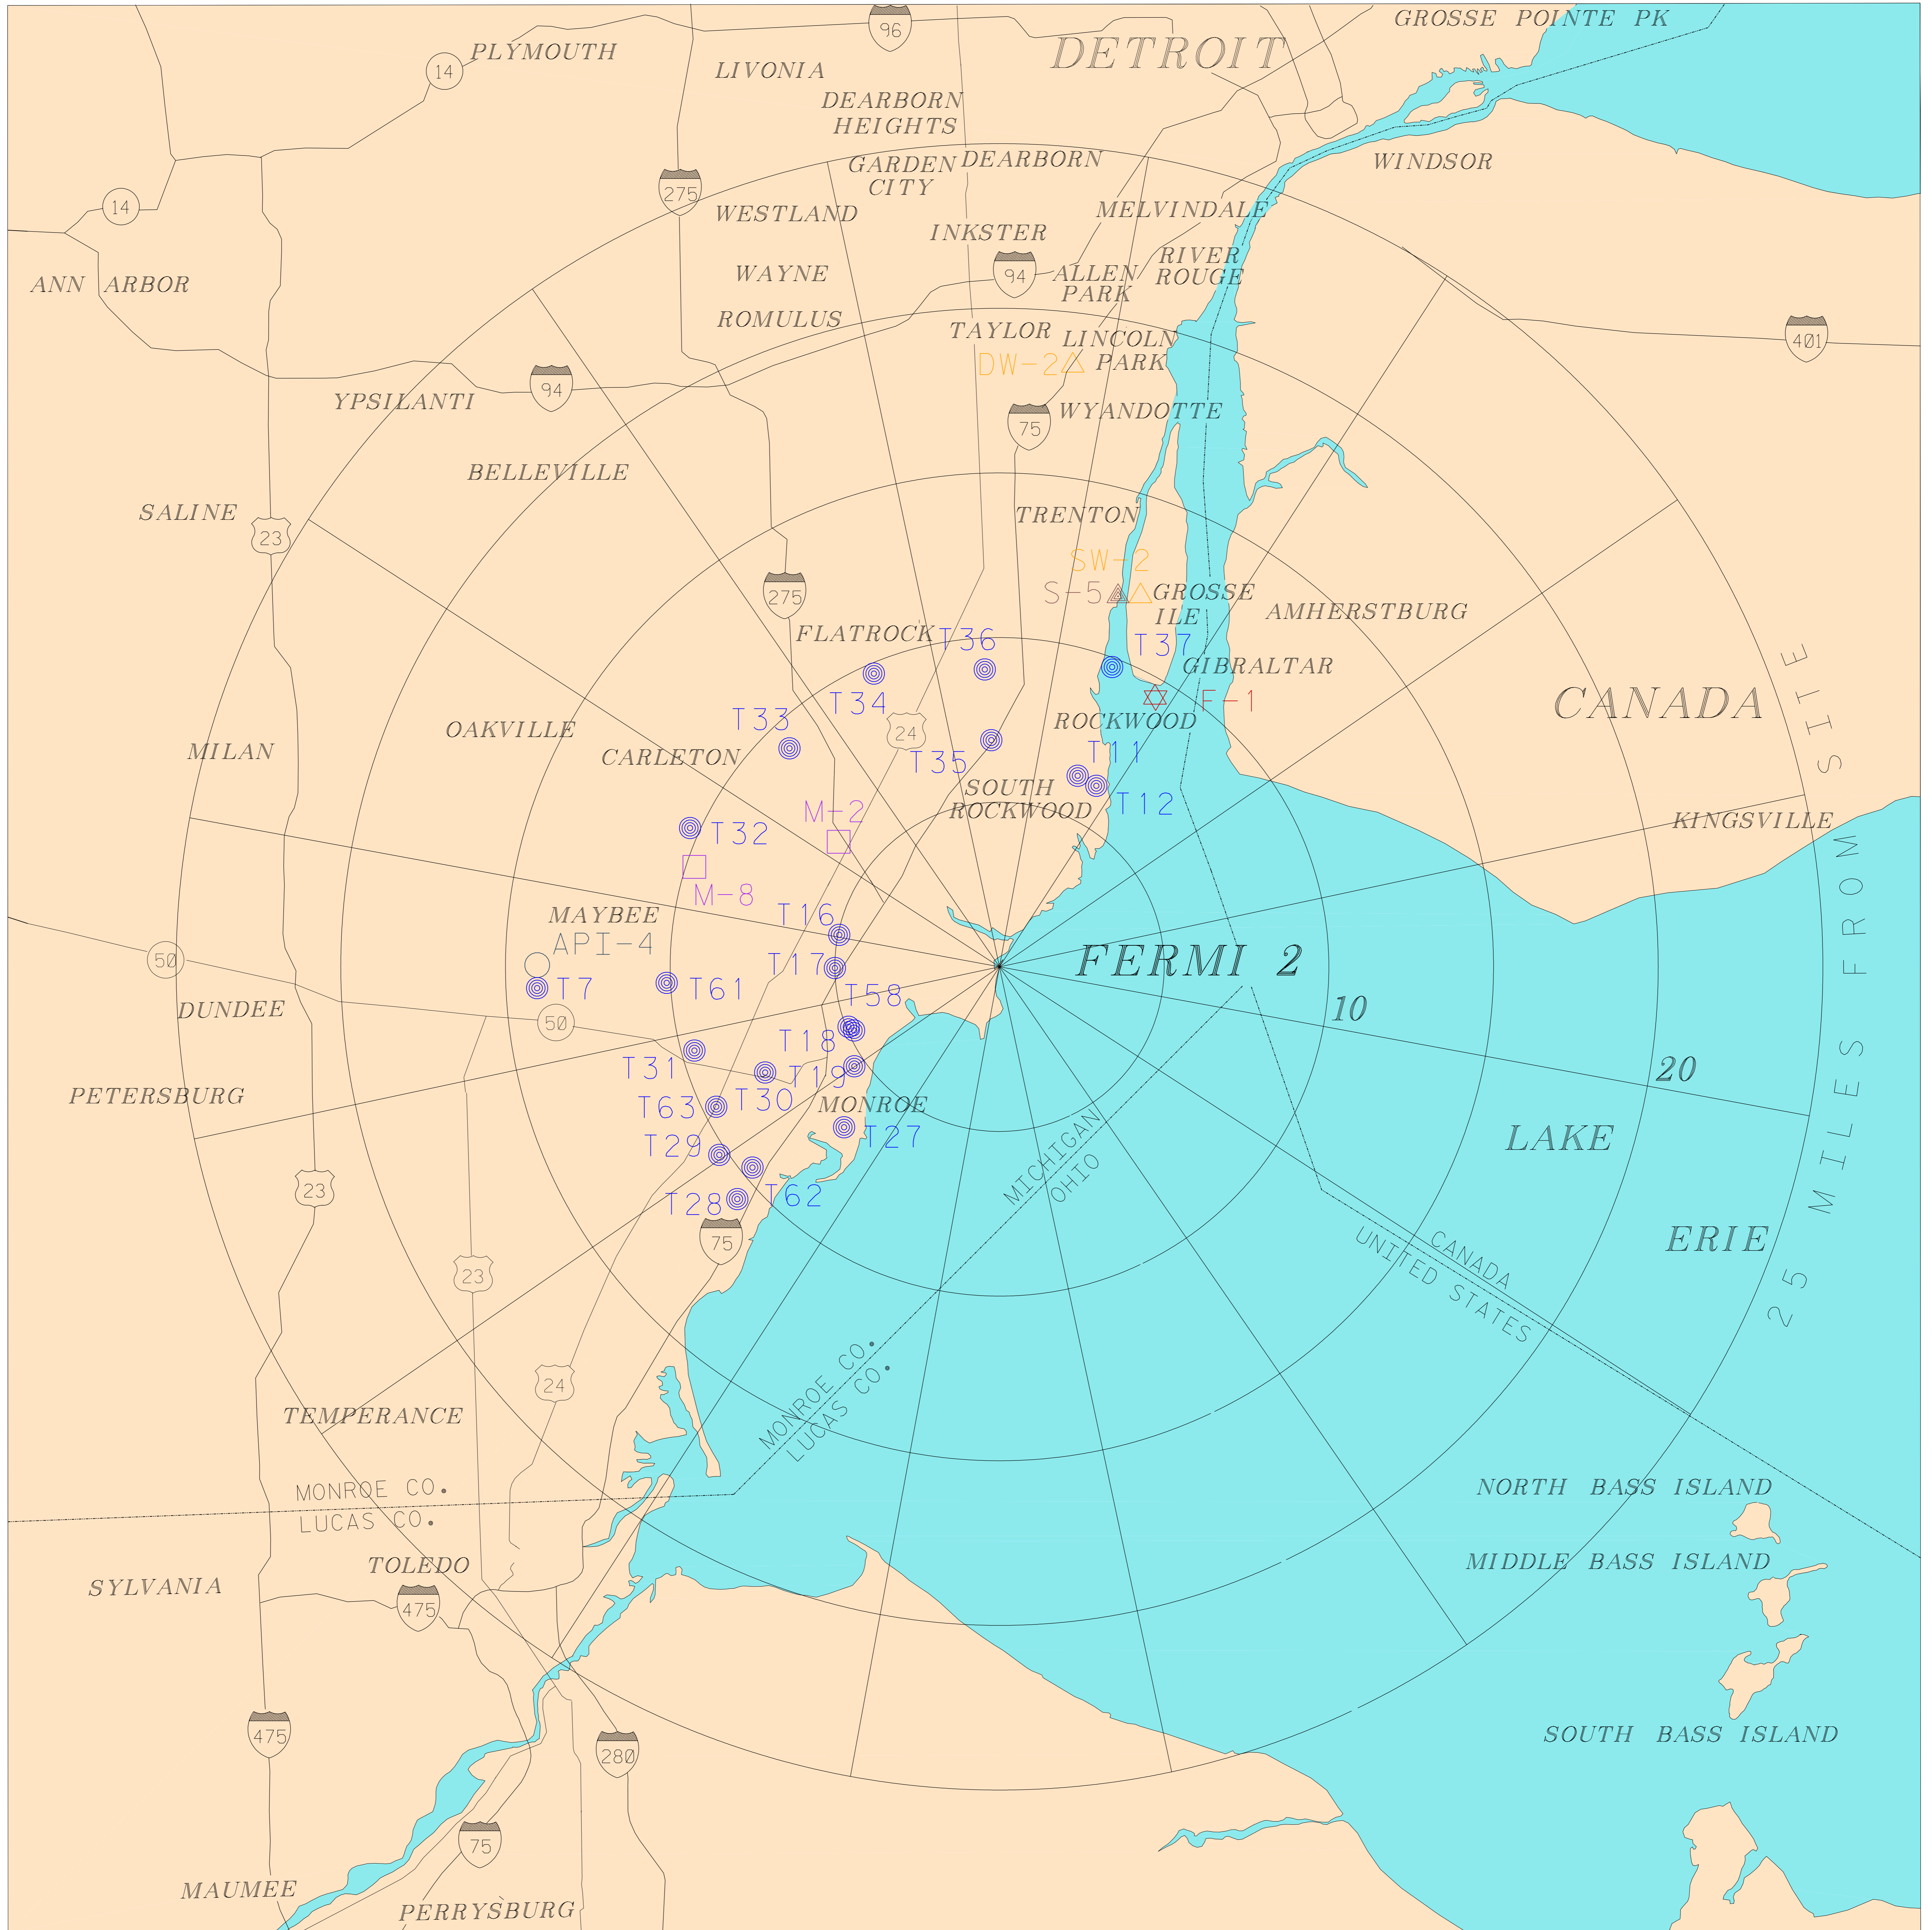 GROSSE POINTE PK
96
PLYMOUTH
DETROIT
14
LIVONIA
DEARBORN
HEIGHTS
GARDEN
CITY
DEARBORN
WINDSOR
275
14
WESTLAND
MELVINDALE
INKSTER
RIVER
ROUGE
WAYNE
94
ALLEN
PARK
ANN ARBOR
ROMULUS
TAYLOR
LINCOLN
PARK
401
DW-2
94
YPSILANTI
WYANDOTTE
75
BELLEVILLE
SALINE
TRENTON
23
SW-2
S-5
GROSSE
ILE
275
AMHERSTBURG
FLATROCK
T36
T37
GIBRALTAR
T34
F-1
CANADA
T33
ROCKWOOD
OAKVILLE
24
MILAN
CARLETON
T35
T11
SOUTH
ROCKWOOD
T12
M-2
KINGSVILLE
T32
M-8
MAYBEE
T16
API-4
50
T17
FERMI 2
T7
T61
T58
DUNDEE
50
10
T18
T31
T19
20
PETERSBURG
T63
T30
MONROE
T27
T29
MICHIGAN
OHIO
LAKE
23
T62
T28
75
ERIE
CANADA
UNITED STATES
25 MILES FROM SITE
23
24
MONROE CO.
LUCAS CO.
TEMPERANCE
MONROE CO.
LUCAS CO.
NORTH BASS ISLAND
TOLEDO
MIDDLE BASS ISLAND
SYLVANIA
475
475
280
SOUTH BASS ISLAND
75
MAUMEE
PERRYSBURG